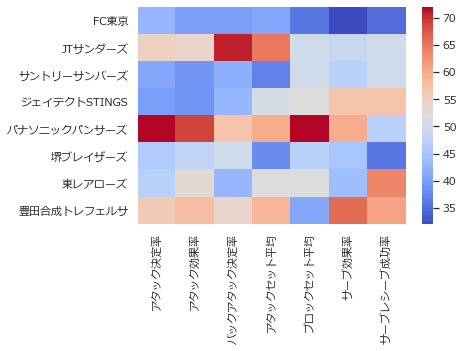 FC東京
JTサンダーズ
サントリーサンバーズ
ジェイテクトSTINGS
パナソニックパンサーズ
堺ブレイザーズ
東レアローズ
豊田合成トレフェルサ
アタック決定率
アタック効果率
バックアタック決定率
アタックセット平均
ブロックセット平均
サーブ効果率
サーブレシーブ成功率
70
65
60
55
50
45
40
35